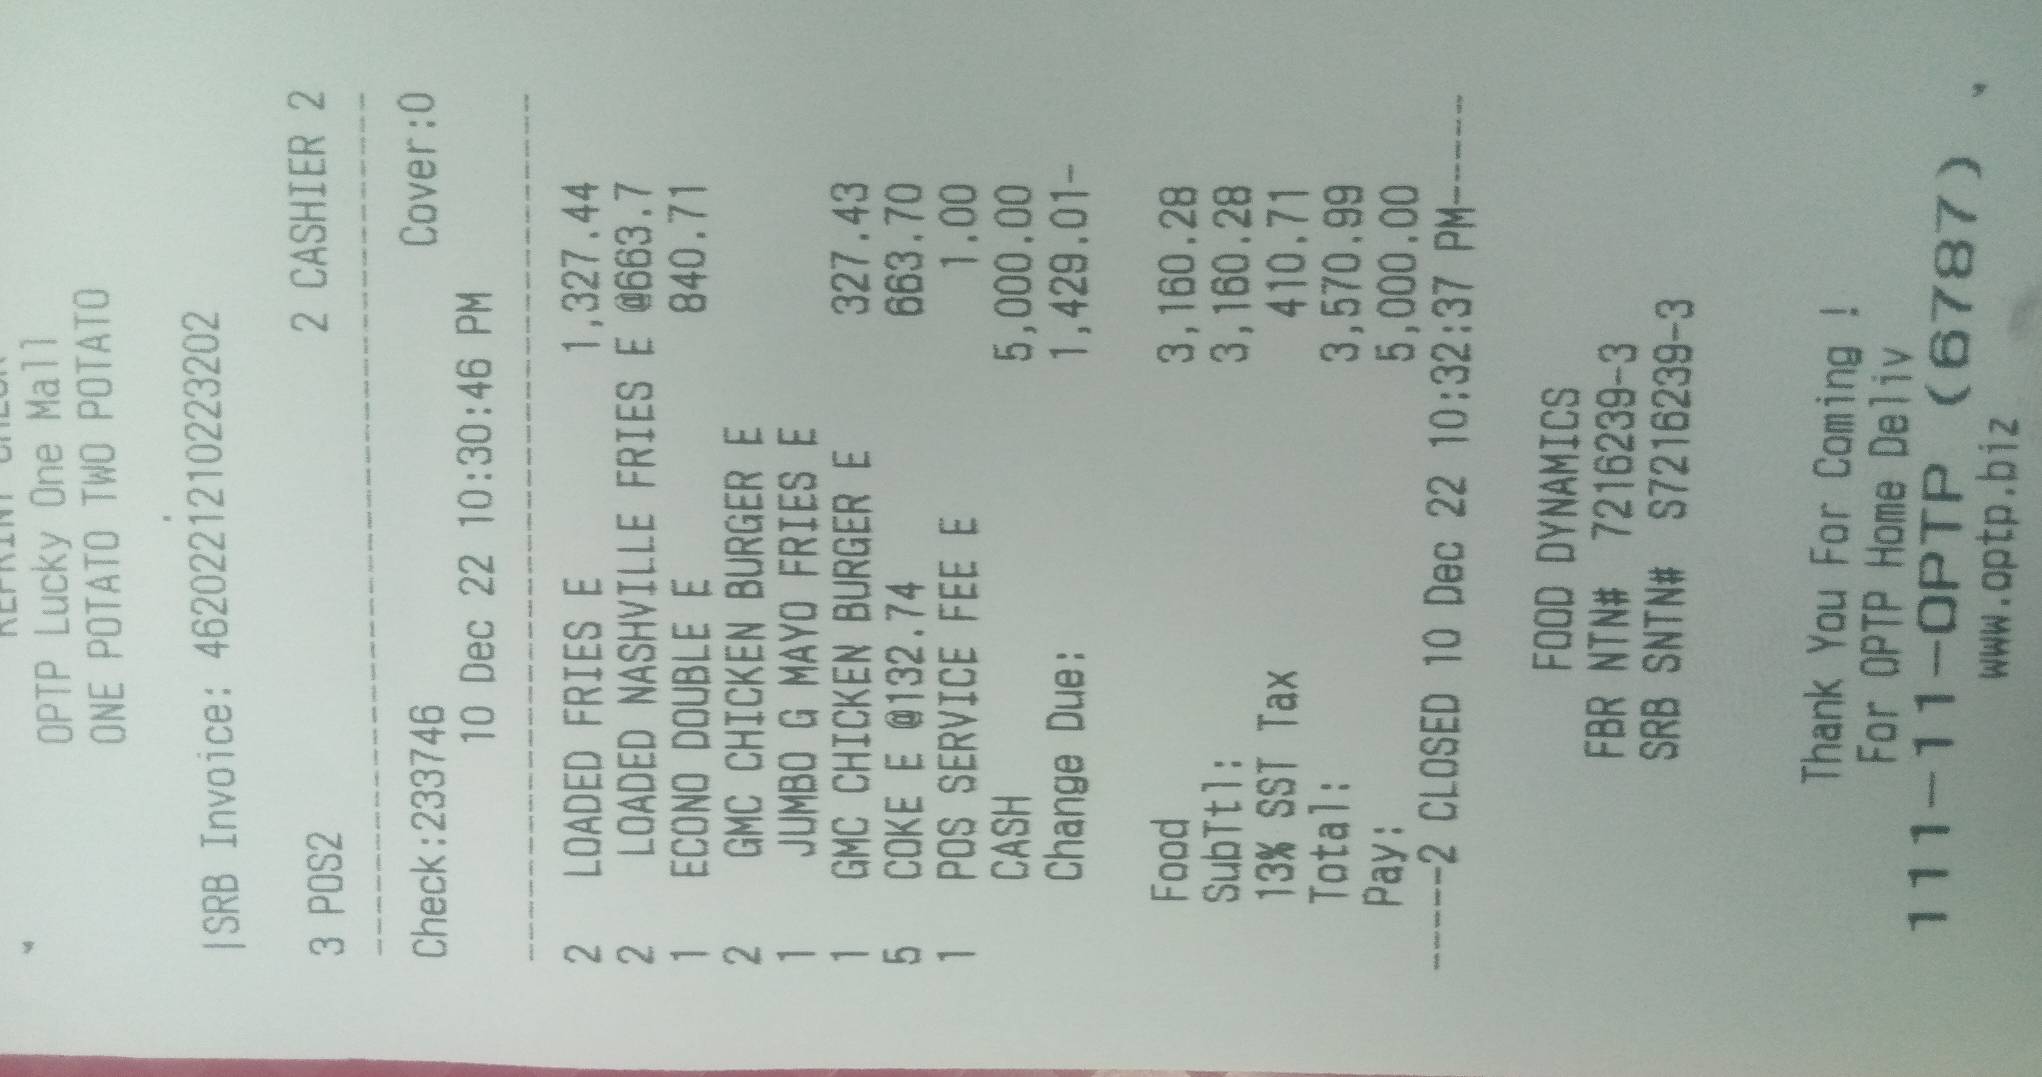 REPRINT CHECK
OPTP Lucky One Mall
ONE POTATO TWO POTATO
|SRB Invoice: 4620221210223202
3 POS2 2 CASHIER 2
--------------------------------
Check:233746 Cover:0
10 Dec 22 10:30:46 PM
--------------------------------
2 LOADED FRIES E 1,327.44
2 LOADED NASHVILLE FRIES E @663.7
1 ECONO DOUBLE E 840.71
2 GMC CHICKEN BURGER E
1 JUMBO G MAYO FRIES E
1 GMC CHICKEN BURGER E 327.43
5 COKE E @132.74 663.70
1 POS SERVICE FEE E 1.00
CASH 5,000.00
Change Due: 1,429.01-
Food 3,160.28
SubTtl: 3,160.28
13% SST Tax 410.71
Total: 3,570.99
Pay: 5,000.00
-----2 CLOSED 10 Dec 22 10:32:37 PM-----
FOOD DYNAMICS
FBR NTN# 7216239-3
SRB SNTN# S7216239-3
Thank You For Coming !
For OPTP Home Deliv
111-11-OPTP (6787)
www.optp.biz